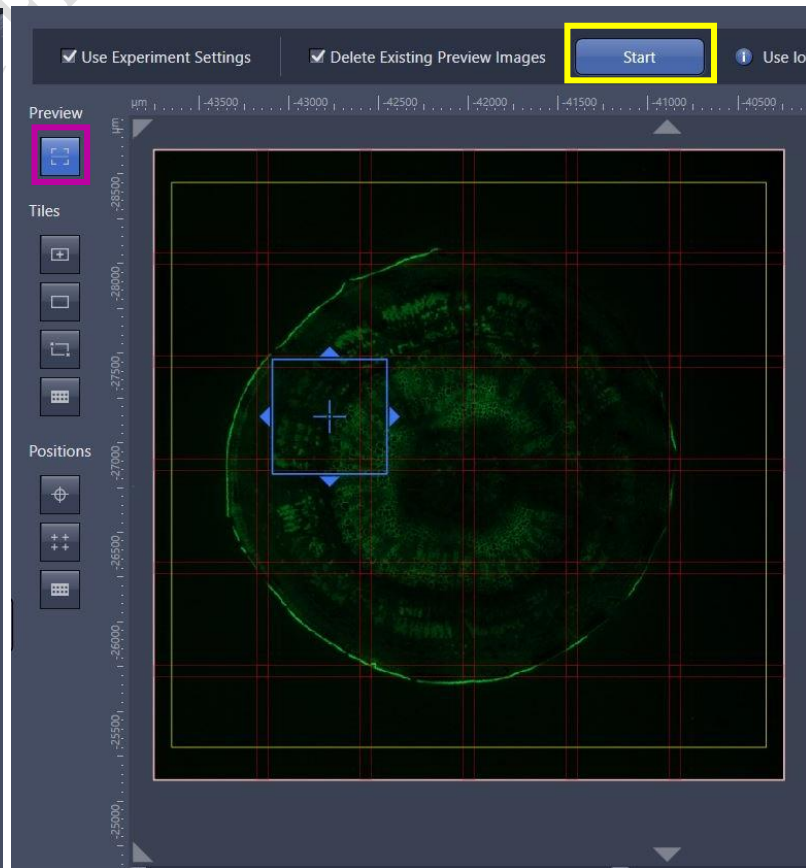 Use Experiment Settings
Delete Existing Preview Images
Start
Use lo
Preview
µm
-43500
-43000
-42500
-42000
-41500
-41000
-40500
µm
-28500
Tiles
-28000
-27500
Positions
-27000
-26500
-26000
-25500
-25000